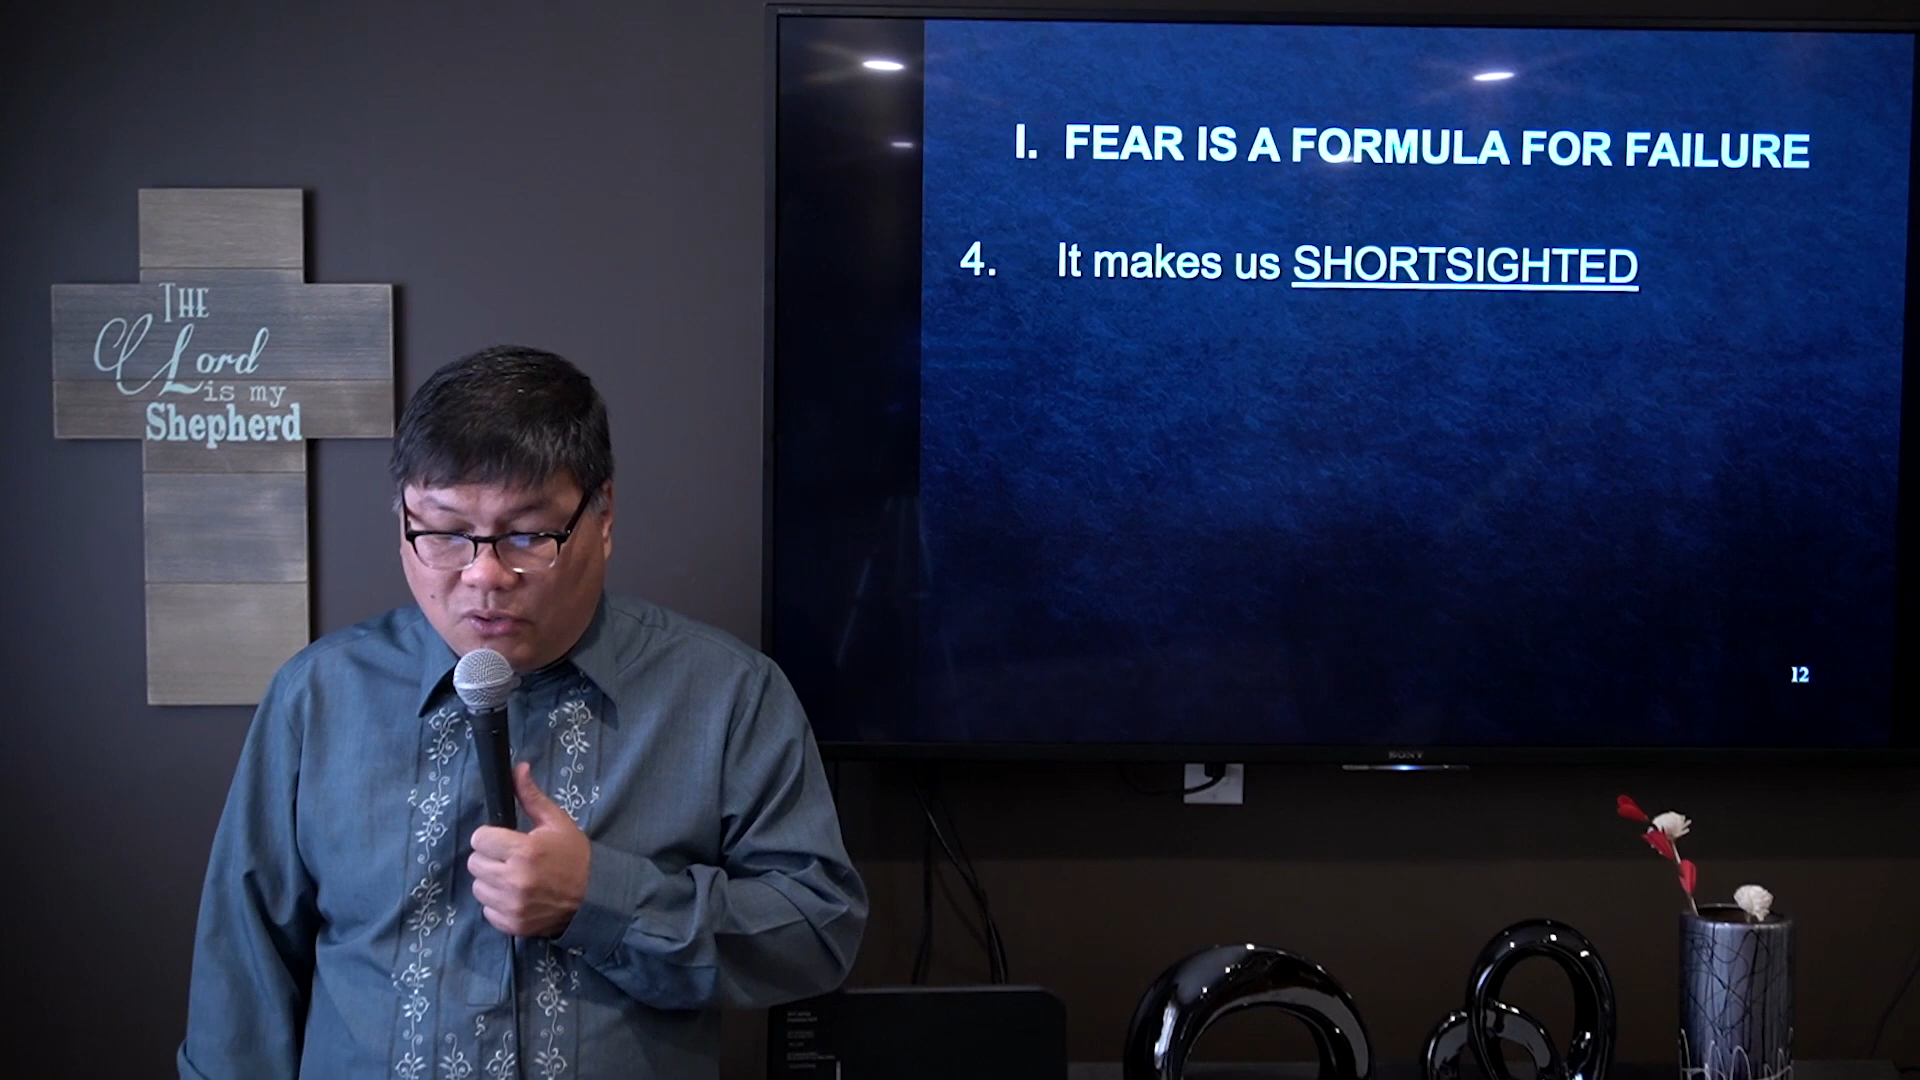 THE
Lord
is my
Shepherd
I. FEAR IS A FORMULA FOR FAILURE
4. It makes us SHORTSIGHTED
12
SONY